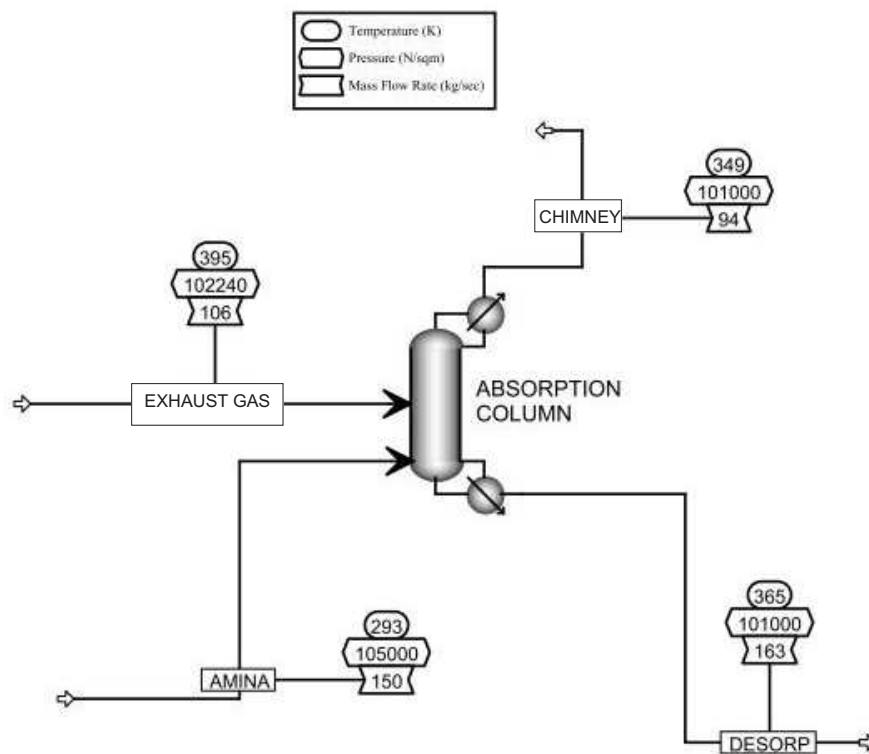 Temperature (K)
Pressure (N/sqm)
Mass Flow Rate (kg/sec)
349
101000
94
CHIMNEY
395
102240
106
EXHAUST GAS
ABSORPTION
COLUMN
293
105000
150
AMINA
365
101000
163
DESORP